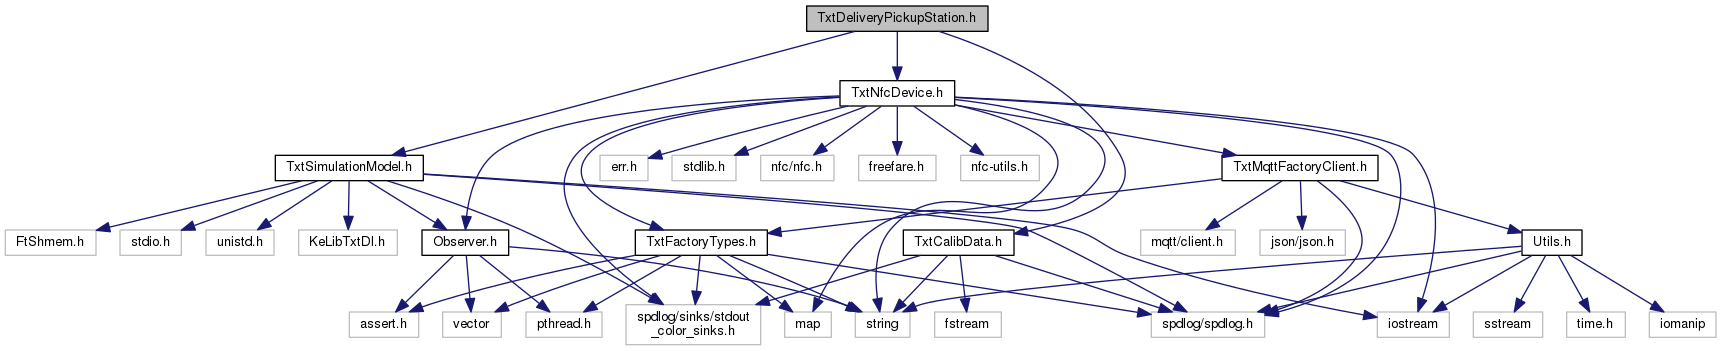 TxtDeliveryPickupStation.h
TxtNfcDevice.h
TxtSimulationModel.h
err.h
stdlib.h
nfc/nfc.h
freefare.h
nfc-utils.h
TxtMqttFactoryClient.h
FtShmem.h
stdio.h
unistd.h
KeLibTxtDl.h
Observer.h
TxtFactoryTypes.h
TxtCalibData.h
mqtt/client.h
json/json.h
Utils.h
assert.h
vector
pthread.h
spdlog/sinks/stdout
_color_sinks.h
map
string
fstream
spdlog/spdlog.h
iostream
sstream
time.h
iomanip